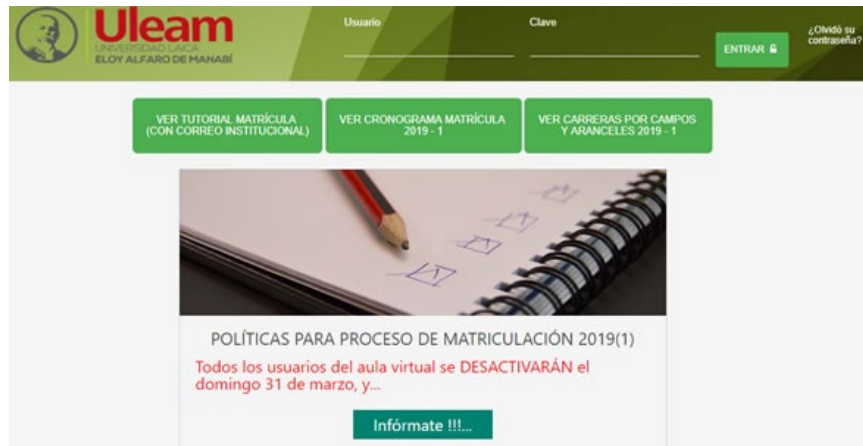 Uleam
UNIVERSIDAD LAICA
ELOY ALFARO DE MANABÍ
Usuario
Clave
ENTRAR
¿Olvidó su
contraseña?
VER TUTORIAL MATRÍCULA
(CON CORREO INSTITUCIONAL)
VER CRONOGRAMA MATRÍCULA
2019 - 1
VER CARRERAS POR CAMPOS
Y ARANCELES 2019 - 1
POLÍTICAS PARA PROCESO DE MATRICULACIÓN 2019(1)
Todos los usuarios del aula virtual se DESACTIVARÁN el
domingo 31 de marzo, y...
Infórmate !!!...